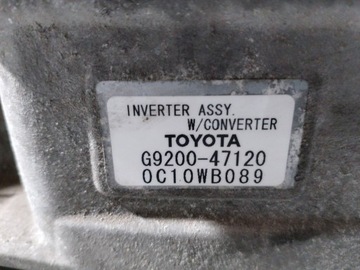 INVERTER ASSY.
W/CONVERTER
TOYOTA
G9200-47120
0C10WB089